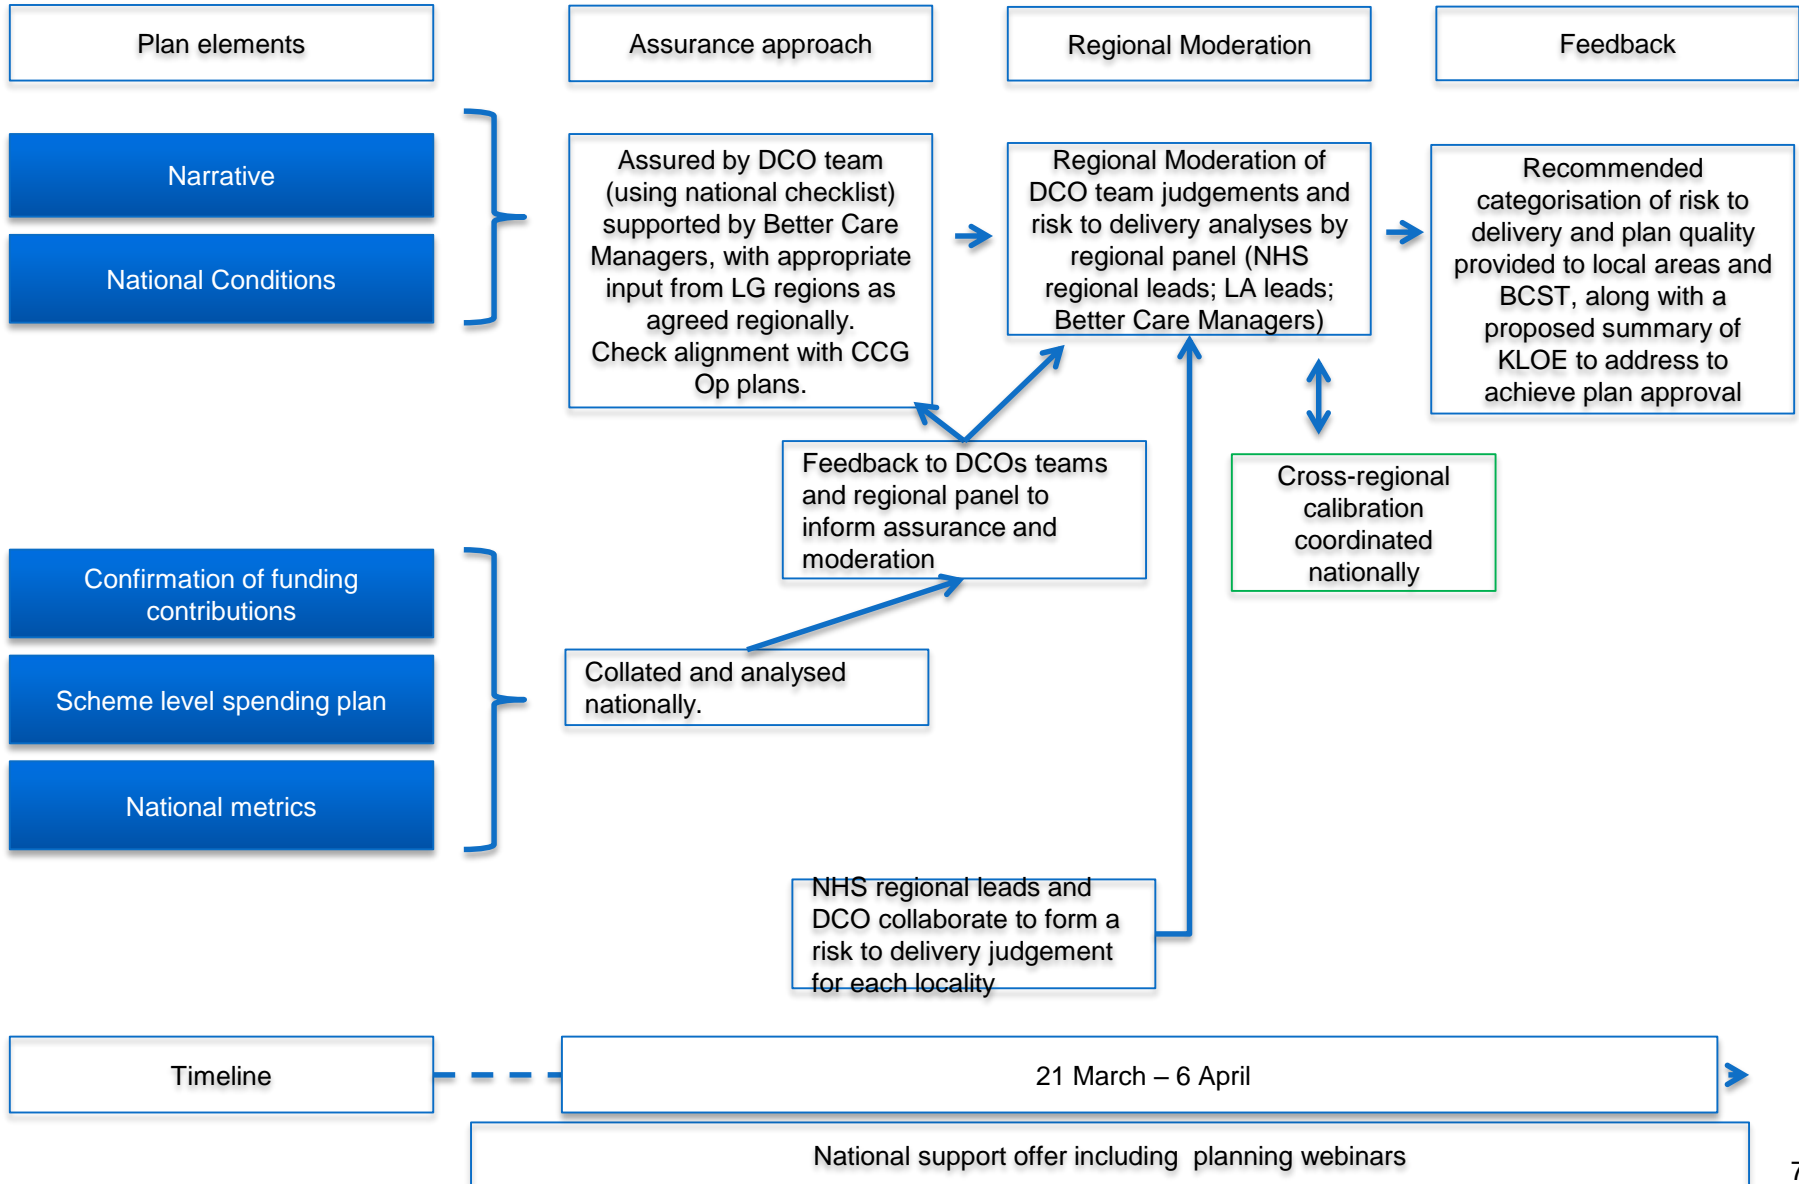 Plan elements
Assurance approach
Regional Moderation
Feedback
Narrative
National Conditions
Assured by DCO team
(using national checklist)
supported by Better Care
Managers, with appropriate
input from LG regions as
agreed regionally.
Check alignment with CCG
Op plans.
Regional Moderation of
DCO team judgements and
risk to delivery analyses by
regional panel (NHS
regional leads; LA leads;
Better Care Managers)
Recommended
categorisation of risk to
delivery and plan quality
provided to local areas and
BCST, along with a
proposed summary of
KLOE to address to
achieve plan approval
Feedback to DCOs teams
and regional panel to
inform assurance and
moderation
Cross-regional
calibration
coordinated
nationally
Confirmation of funding
contributions
Scheme level spending plan
National metrics
Collated and analysed
nationally.
NHS regional leads and
DCO collaborate to form a
risk to delivery judgement
for each locality
Timeline
21 March – 6 April
National support offer including  planning webinars
7